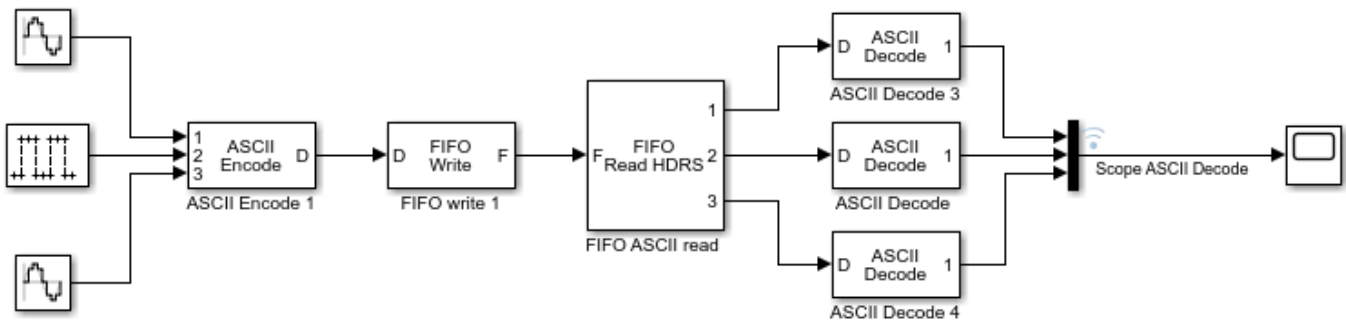 1
2
3
ASCII
Encode
D
ASCII Encode 1
D
FIFO
Write
F
FIFO write 1
F
FIFO
Read HDRS
1
2
3
FIFO ASCII read
D
ASCII
Decode
1
ASCII Decode 3
D
ASCII
Decode
1
ASCII Decode
D
ASCII
Decode
1
ASCII Decode 4
Scope ASCII Decode